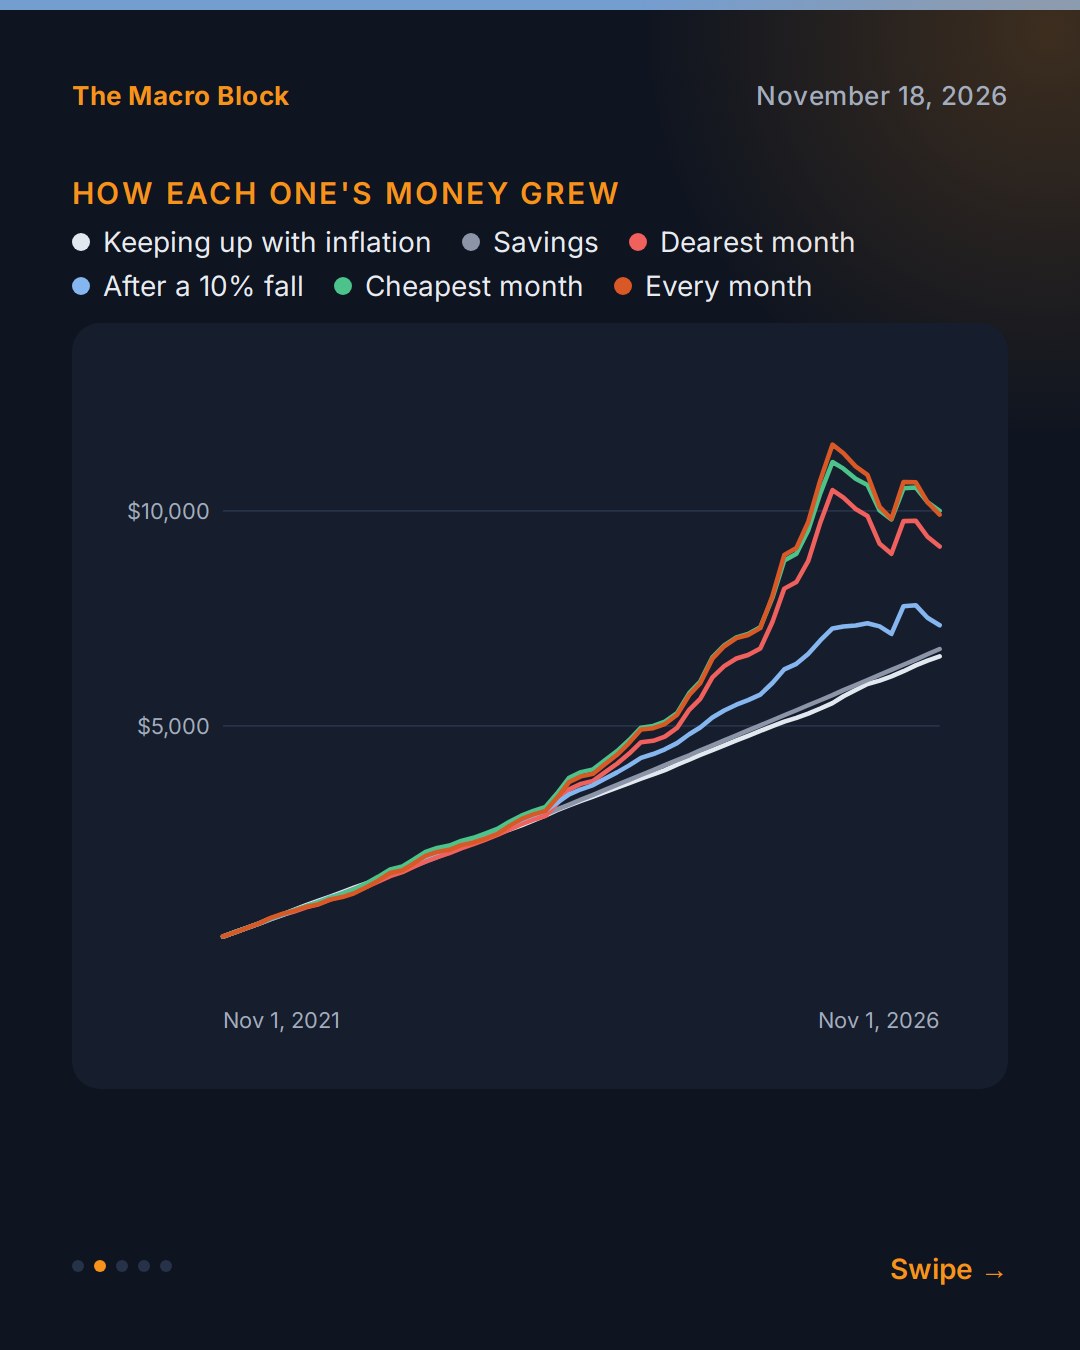 The Macro Block
November 18, 2026
HOW EACH ONE'S MONEY GREW
Keeping up with inflation Savings Dearest month
After a 10% fall Cheapest month Every month
$10,000
$5,000
Nov 1, 2021 Nov 1, 2026
Swipe →